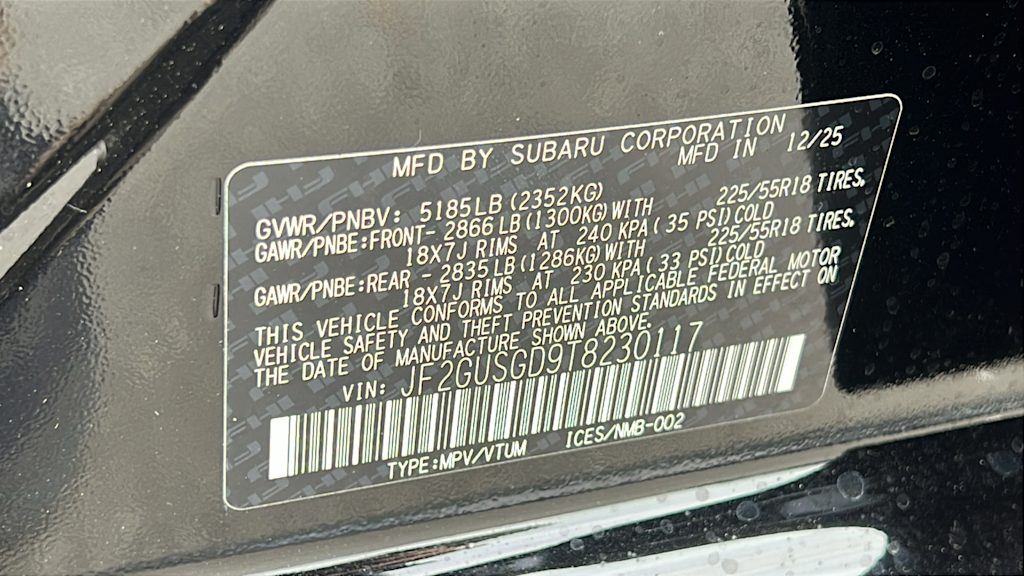 MFD BY SUBARU CORPORATION
MFD IN 12/25
GVWR/PNBV: 5185LB(2352KG)
GAWR/PNBE:FRONT- 2866LB(1300KG)WITH 225/55R18 TIRES,
18X7J RIMS AT 240 KPA(35 PSI)COLD
GAWR/PNBE:REAR - 2835LB(1286KG)WITH 225/55R18 TIRES,
18X7J RIMS AT 230 KPA(33 PSI)COLD
THIS VEHICLE CONFORMS TO ALL APPLICABLE FEDERAL MOTOR
VEHICLE SAFETY AND THEFT PREVENTION STANDARDS IN EFFECT ON
THE DATE OF MANUFACTURE SHOWN ABOVE.
VIN: JF2GUSGD9T8230117
TYPE:MPV/VTUM ICES/NMB-002